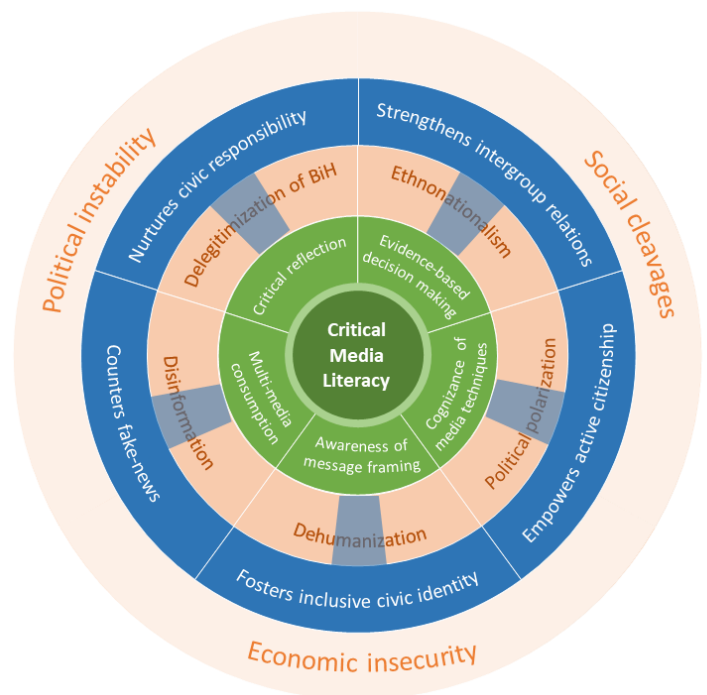 Political instability
Social cleavages
Economic insecurity
Nurtures civic responsibility
Strengthens intergroup relations
Empowers active citizenship
Fosters inclusive civic identity
Counters fake-news
Delegitimization of BiH
Ethnonationalism
Political polarization
Dehumanization
Disinformation
Critical reflection
Evidence-based
decision making
Cognizance of
media techniques
Awareness of
message framing
Multi-media
consumption
Critical
Media
Literacy